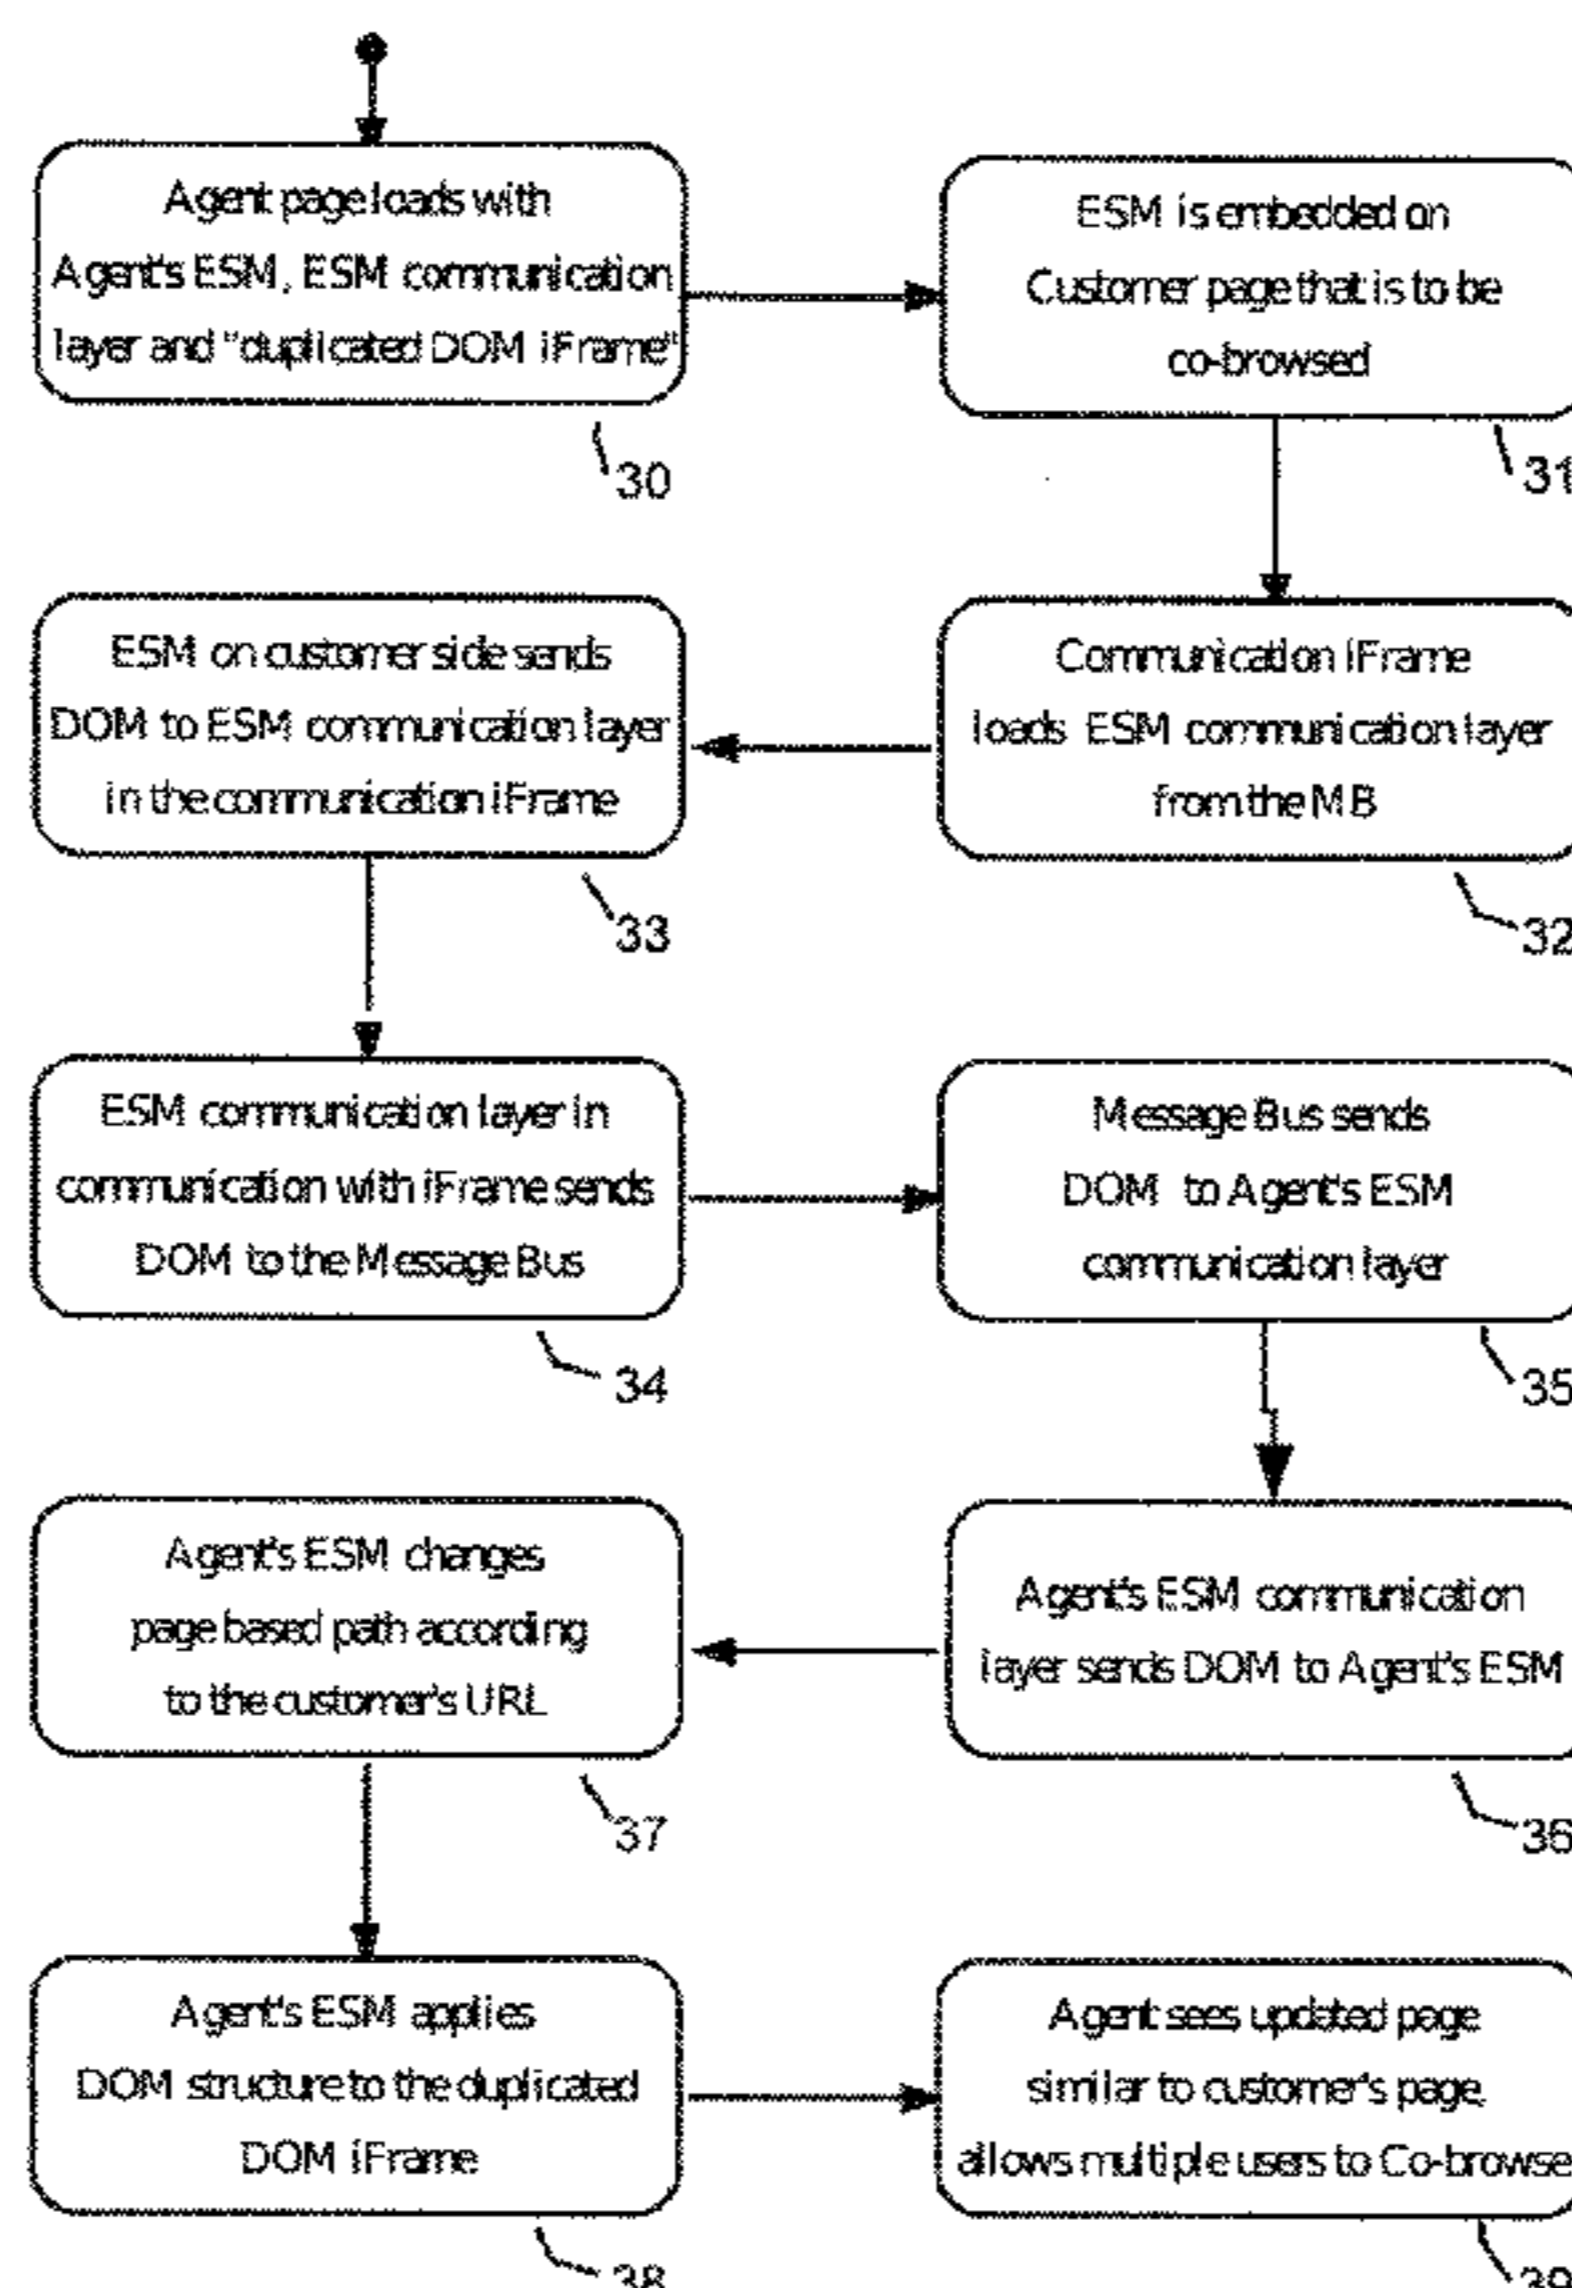 Agent page loads with
Agent's ESM, ESM communication
layer and "duplicated DOM iFrame"
30
ESM is embedded on
Customer page that is to be
co-browsed
31
Communication iFrame
loads ESM communication layer
from the MB
32
ESM on customer side sends
DOM to ESM communication layer
in the communication iFrame
33
ESM communication layer in
communication with iFrame sends
DOM to the Message Bus
34
Message Bus sends
DOM to Agent's ESM
communication layer
35
Agent's ESM communication
layer sends DOM to Agent's ESM
36
Agent's ESM changes
page based path according
to the customer's URL
37
Agent's ESM applies
DOM structure to the duplicated
DOM iFrame
38
Agent sees updated page
similar to customer's page.
allows multiple users to Co-browse
39